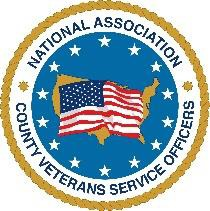 NATIONAL ASSOCIATION
COUNTY VETERANS SERVICE OFFICERS